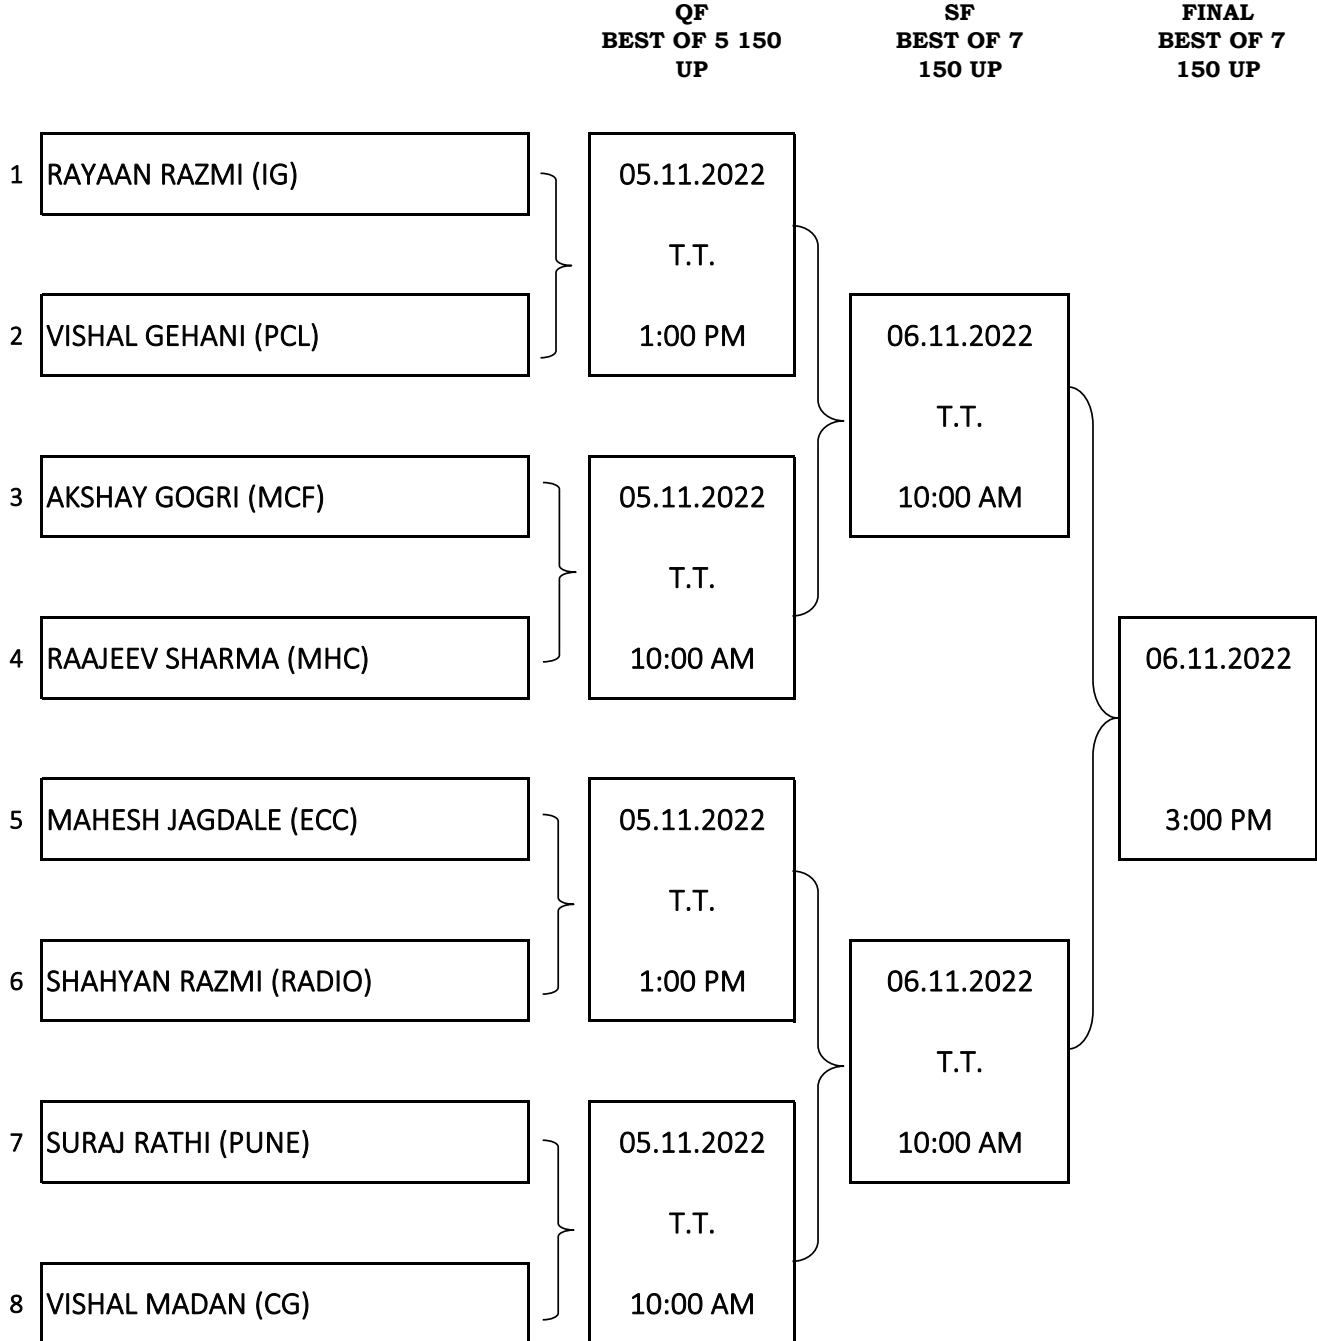 QF
BEST OF 5 150
UP
SF
BEST OF 7
150 UP
FINAL
BEST OF 7
150 UP
1 RAYAAN RAZMI (IG) 05.11.2022
T.T.
2 VISHAL GEHANI (PCL) 1:00 PM 06.11.2022
T.T.
3 AKSHAY GOGRI (MCF) 05.11.2022 10:00 AM
T.T.
4 RAAJEEV SHARMA (MHC) 10:00 AM 06.11.2022
5 MAHESH JAGDALE (ECC) 05.11.2022 3:00 PM
T.T.
6 SHAHYAN RAZMI (RADIO) 1:00 PM 06.11.2022
T.T.
7 SURAJ RATHI (PUNE) 05.11.2022 10:00 AM
T.T.
8 VISHAL MADAN (CG) 10:00 AM